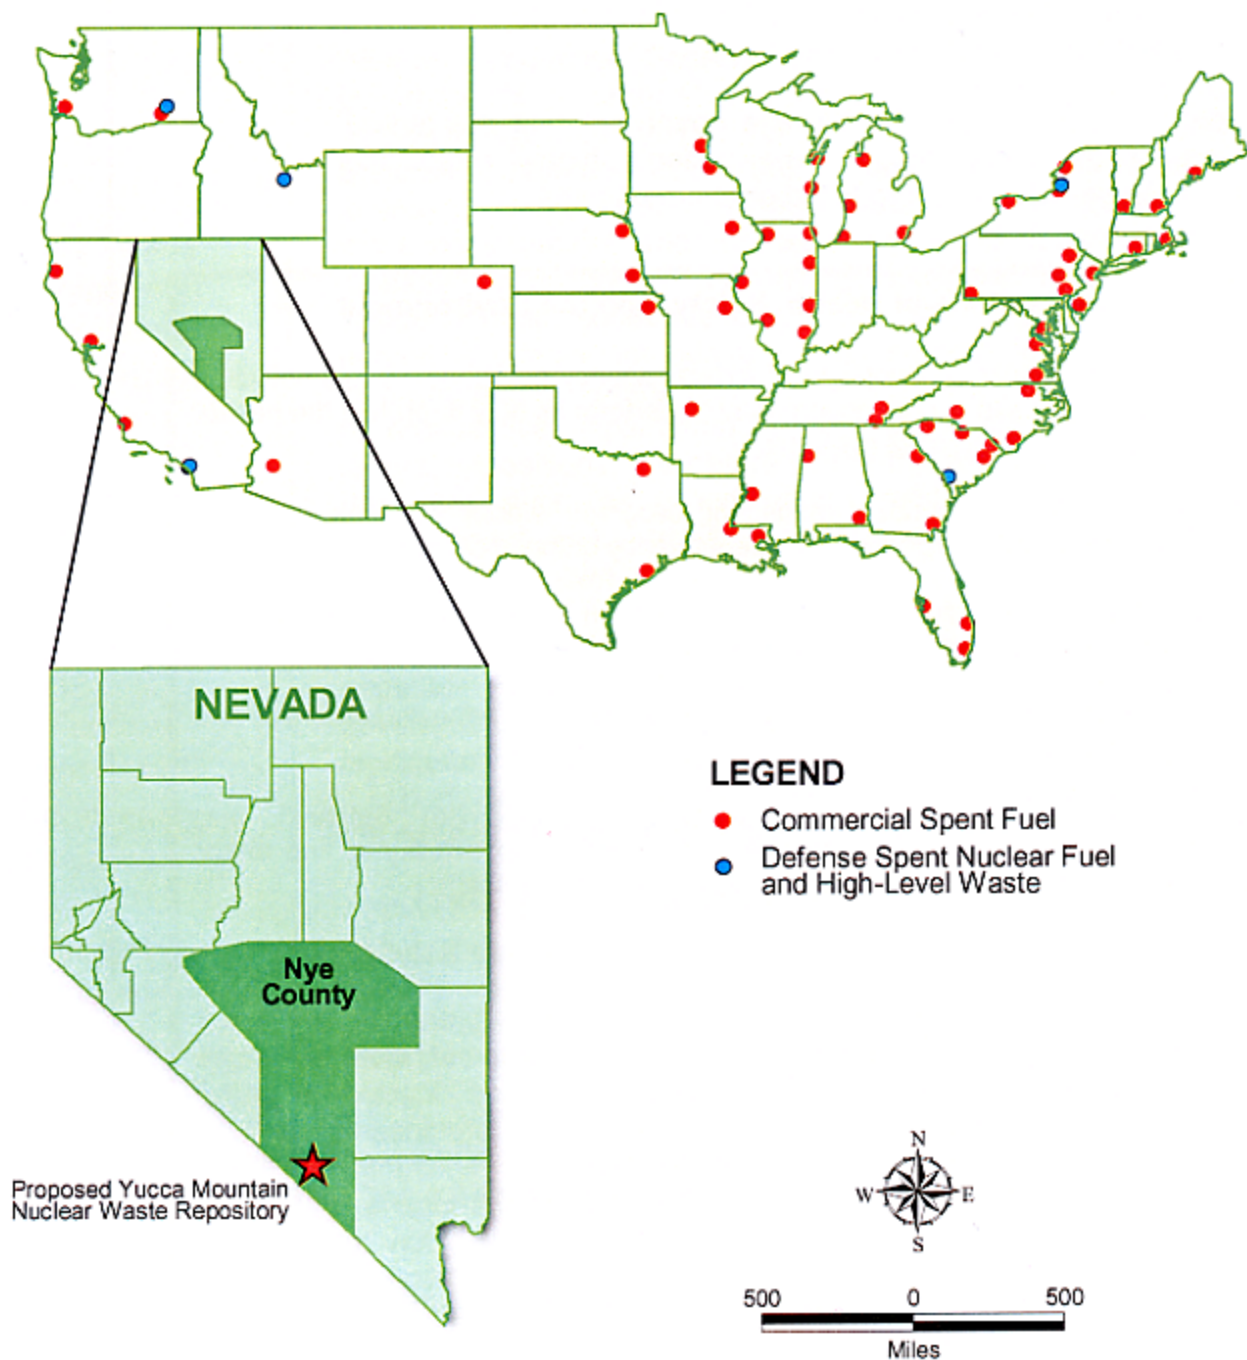 NEVADA
LEGEND
Commercial Spent Fuel
Defense Spent Nuclear Fuel
and High-Level Waste
Nye
County
Proposed Yucca Mountain
Nuclear Waste Repository
N
W E
S
500 0 500
Miles